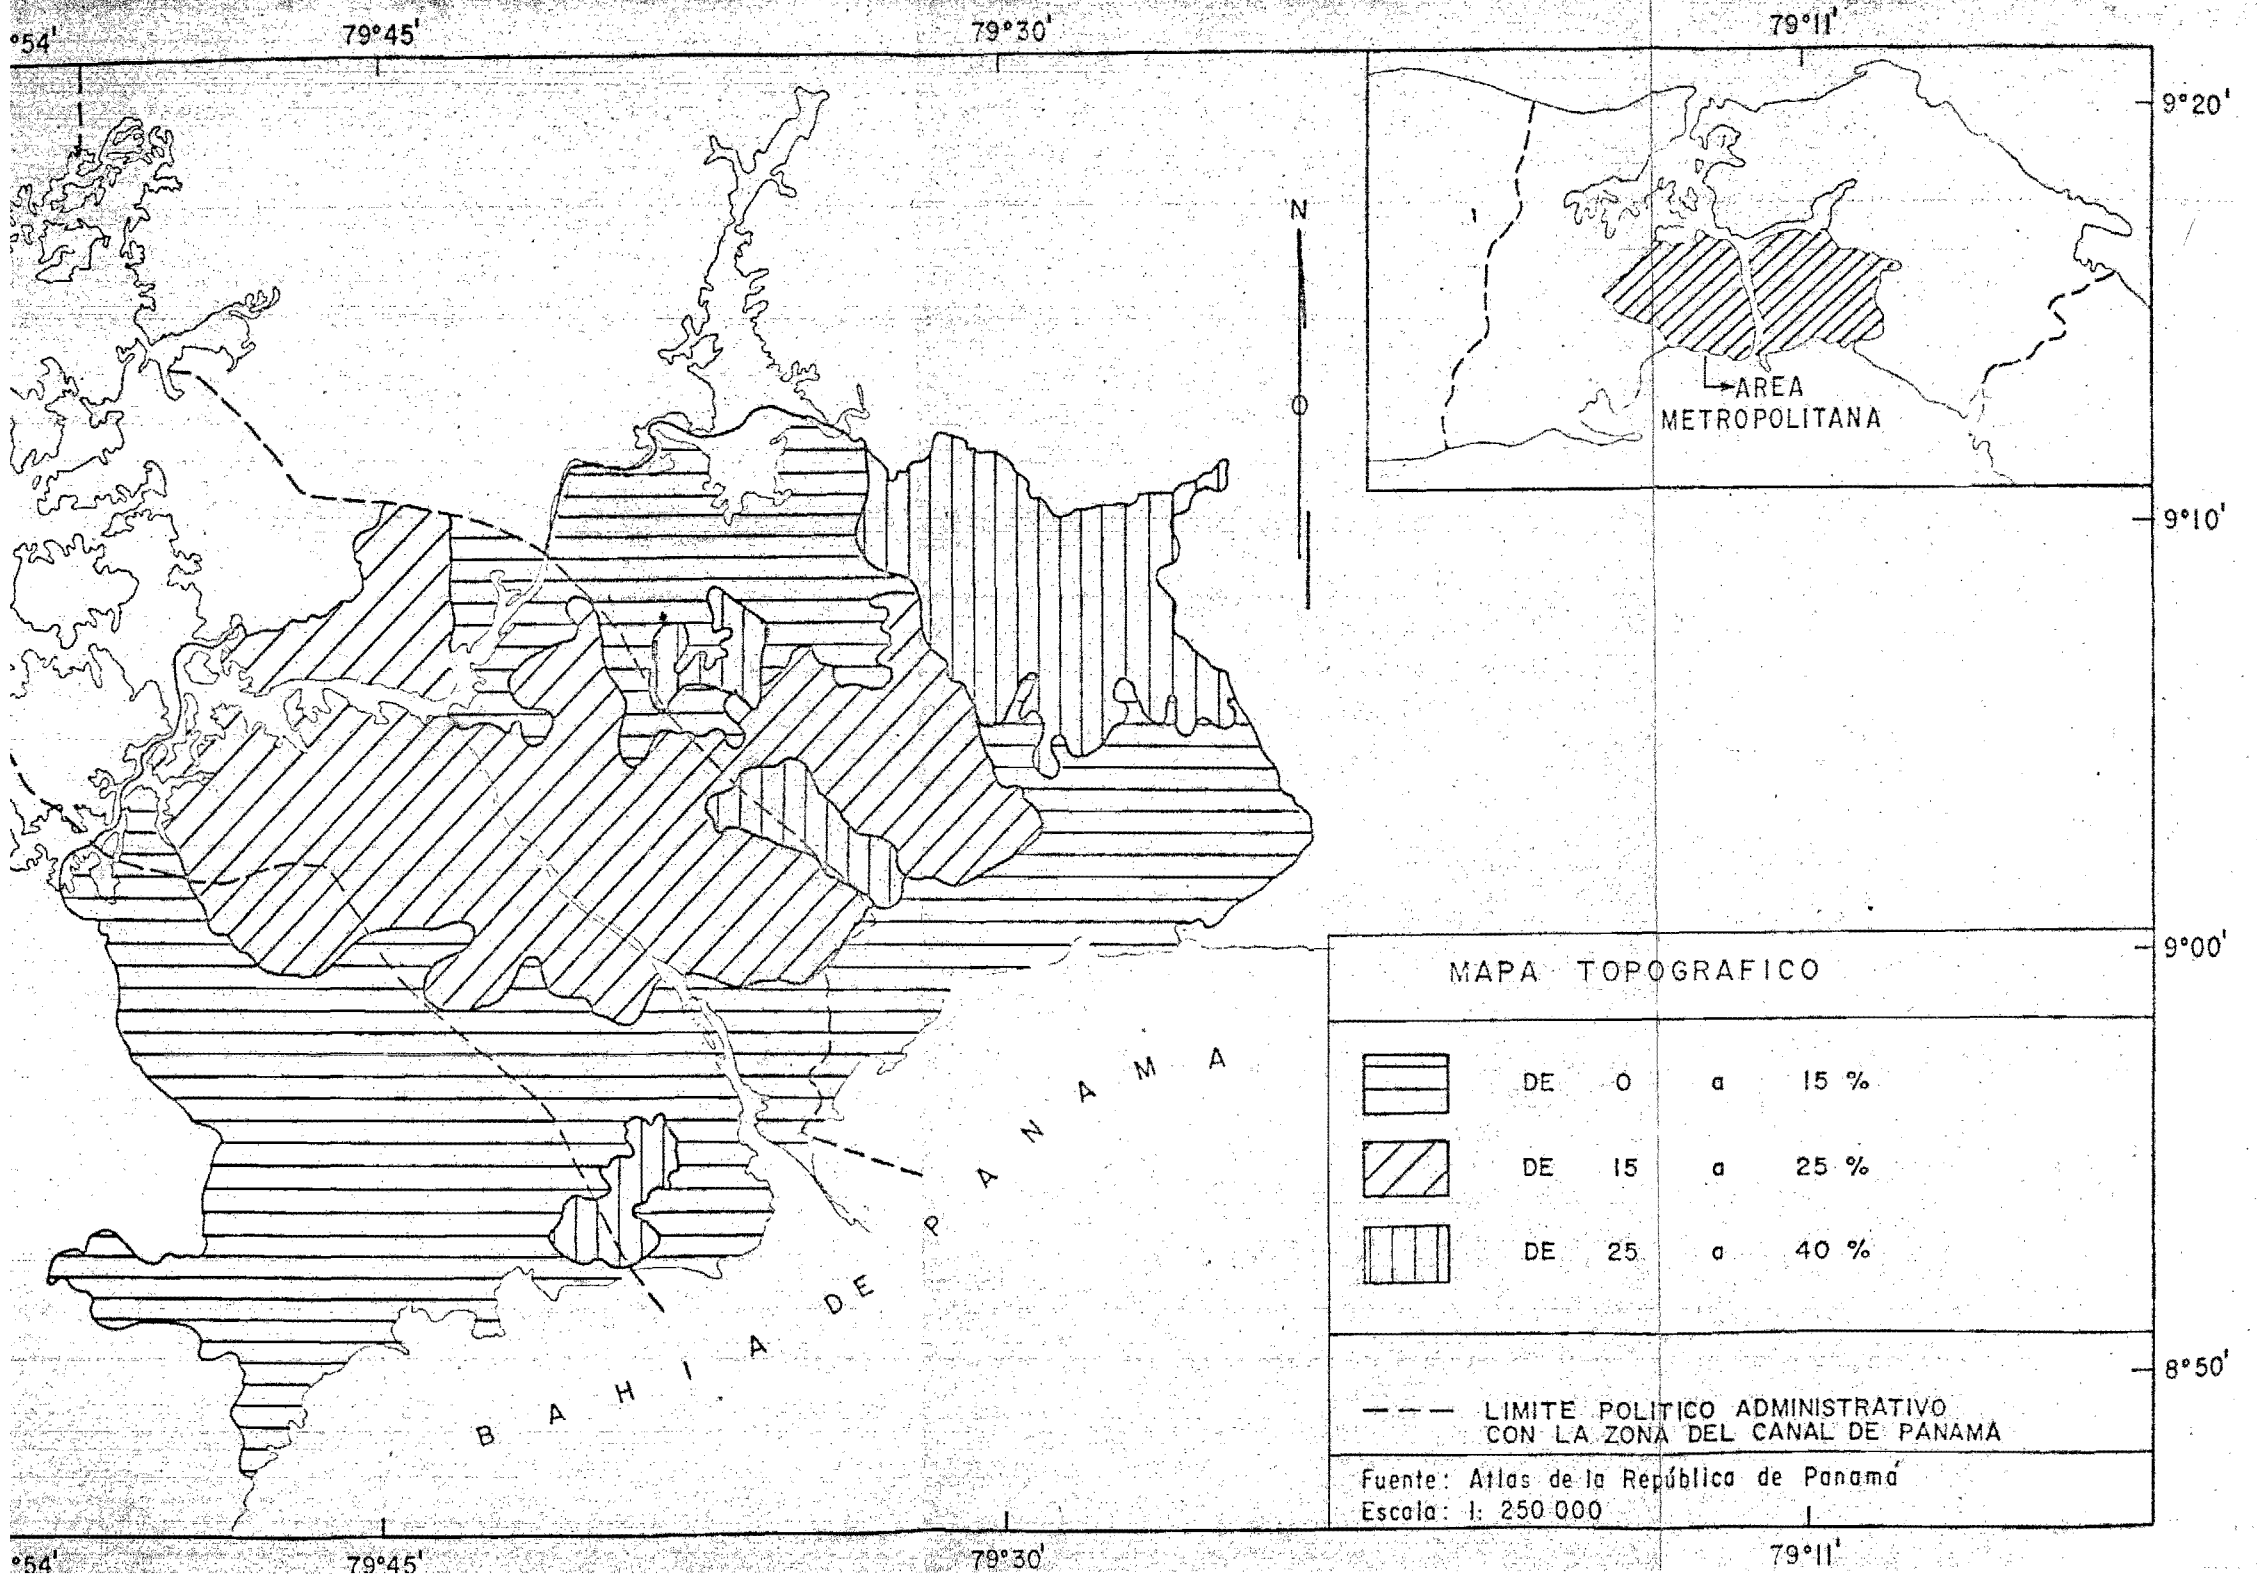 °54'
79°45'
79°30'
79°11'
9°20'
N
AREA
METROPOLITANA
9°10'
9°00'
MAPA TOPOGRAFICO
DE 0 a 15 %
DE 15 a 25 %
DE 25 a 40 %
BAHIA DE PANAMA
8°50'
LIMITE POLITICO ADMINISTRATIVO
CON LA ZONA DEL CANAL DE PANAMA
Fuente: Atlas de la República de Panamá
Escala: 1: 250 000
°54'
79°45'
79°30'
79°11'